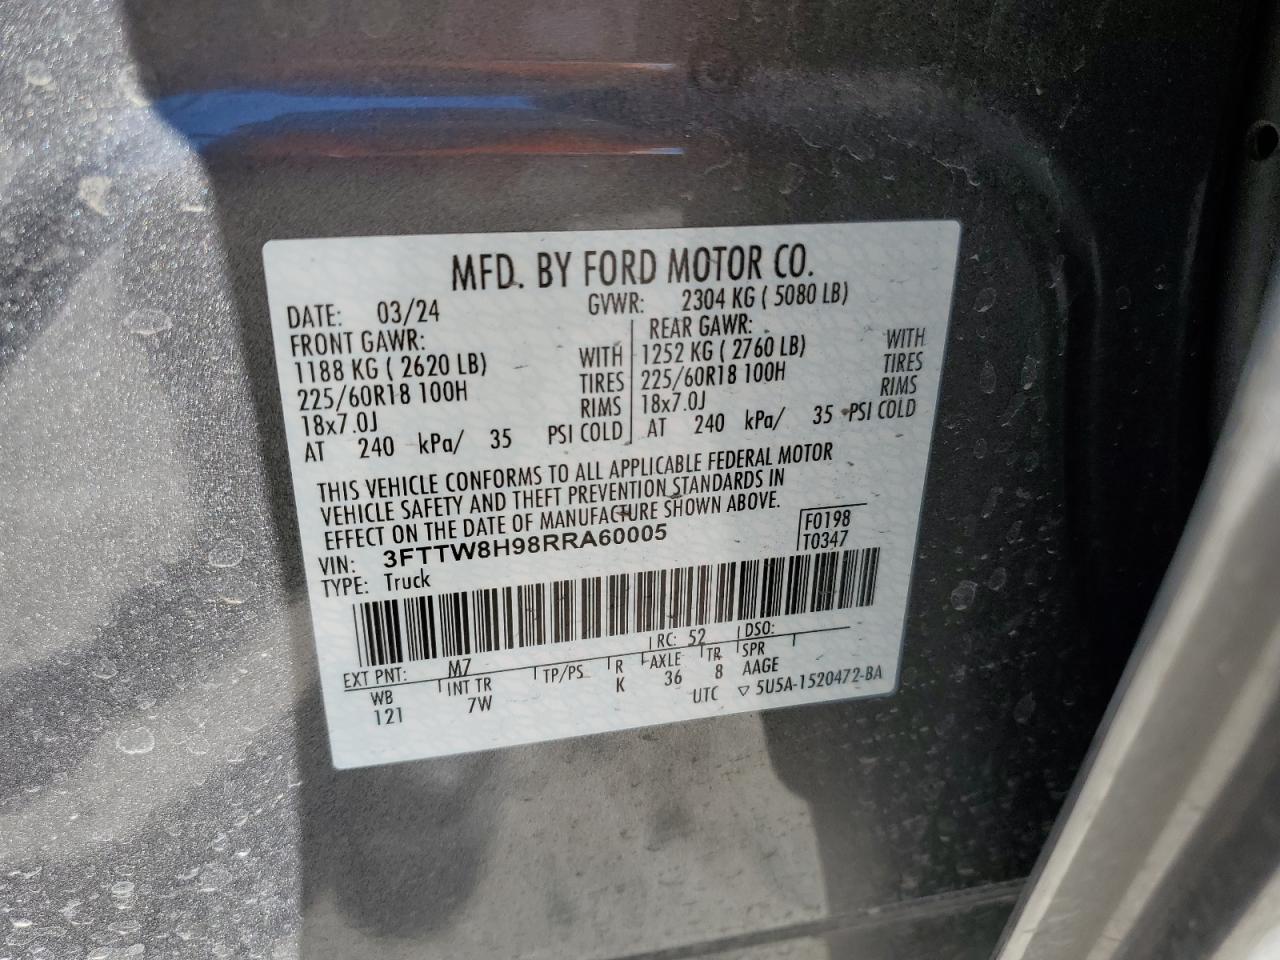 MFD. BY FORD MOTOR CO.
DATE: 03/24 GVWR: 2304 KG ( 5080 LB)
FRONT GAWR:
1188 KG ( 2620 LB) WITH
225/60R18 100H TIRES
18x7.0J RIMS
AT 240 kPa/ 35 PSI COLD
REAR GAWR: WITH
1252 KG ( 2760 LB) TIRES
225/60R18 100H RIMS
18x7.0J
AT 240 kPa/ 35 PSI COLD
THIS VEHICLE CONFORMS TO ALL APPLICABLE FEDERAL MOTOR
VEHICLE SAFETY AND THEFT PREVENTION STANDARDS IN
EFFECT ON THE DATE OF MANUFACTURE SHOWN ABOVE.
VIN: 3FTTW8H98RRA60005
TYPE: Truck
F0198
T0347
EXT PNT: M7 RC: 52 DSO:
WB INT TR TP/PS R AXLE TR SPR
121 7W K 36 8 AAGE
UTC ▽ 5U5A-1520472-BA